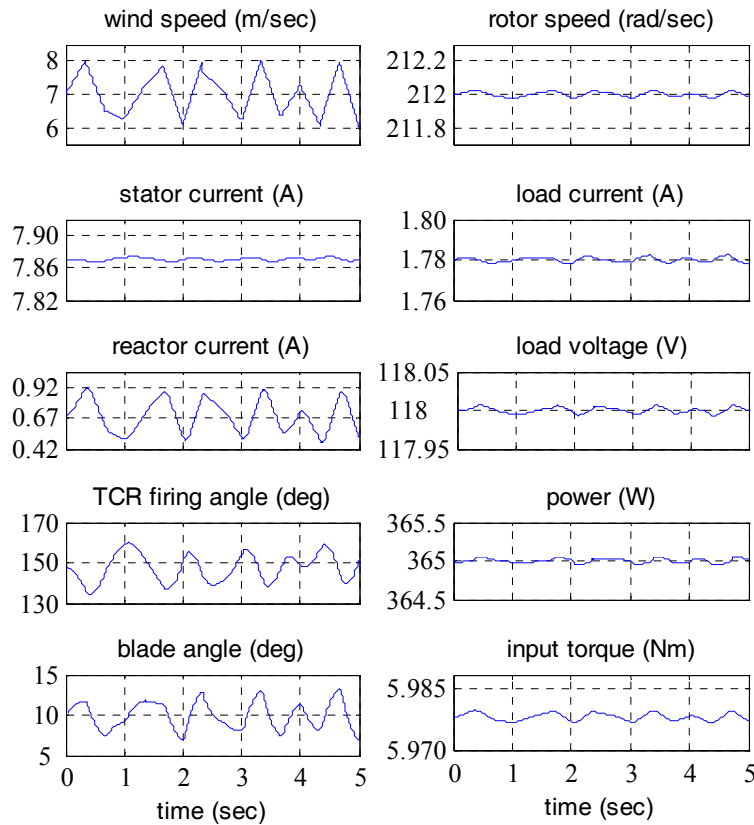 wind speed (m/sec)
8
7
6
rotor speed (rad/sec)
212.2
212
211.8
stator current (A)
7.90
7.86
7.82
load current (A)
1.80
1.78
1.76
reactor current (A)
0.92
0.67
0.42
load voltage (V)
118.05
118
117.95
TCR firing angle (deg)
170
150
130
power (W)
365.5
365
364.5
blade angle (deg)
15
10
5
0 1 2 3 4 5
time (sec)
input torque (Nm)
5.985
5.970
0 1 2 3 4 5
time (sec)